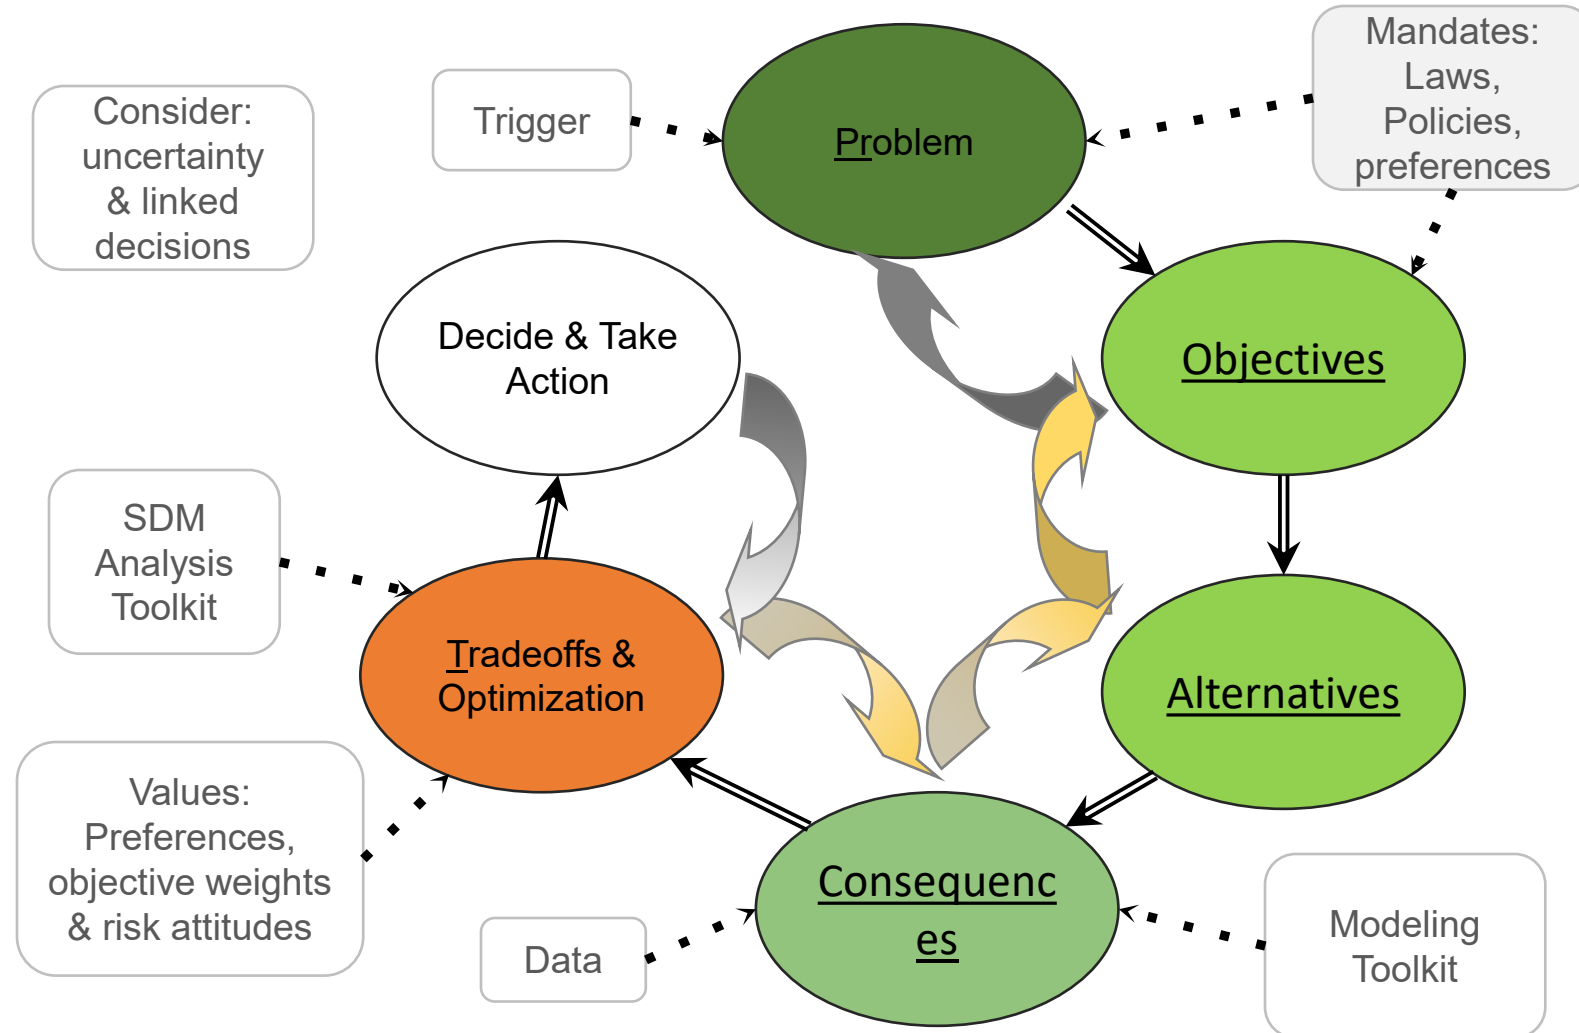 Consider:
uncertainty
& linked
decisions
Trigger
Problem
Mandates:
Laws,
Policies,
preferences
Decide & Take
Action
Objectives
SDM
Analysis
Toolkit
Tradeoffs &
Optimization
Alternatives
Values:
Preferences,
objective weights
& risk attitudes
Data
Consequenc
es
Modeling
Toolkit